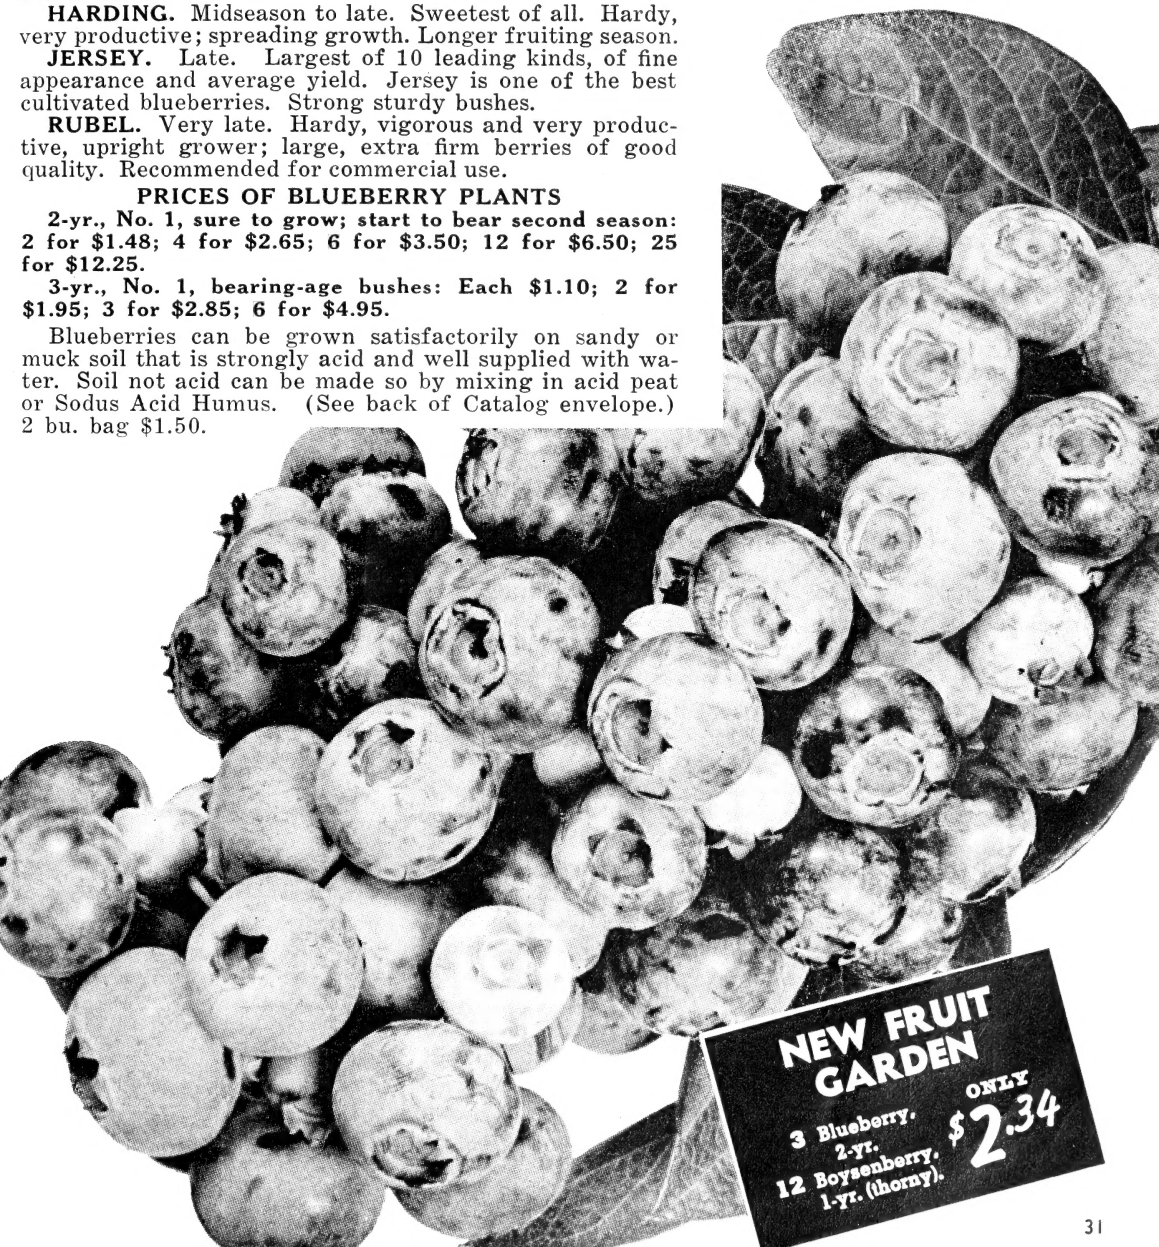 HARDING. Midseason to late. Sweetest of all. Hardy,
very productive; spreading growth. Longer fruiting season.
JERSEY. Late. Largest of 10 leading kinds, of fine
appearance and average yield. Jersey is one of the best
cultivated blueberries. Strong sturdy bushes.
RUBEL. Very late. Hardy, vigorous and very produc-
tive, upright grower; large, extra firm berries of good
quality. Recommended for commercial use.
PRICES OF BLUEBERRY PLANTS
2-yr., No. 1, sure to grow; start to bear second season:
2 for $1.48; 4 for $2.65; 6 for $3.50; 12 for $6.50; 25
for $12.25.
3-yr., No. 1, bearing-age bushes: Each $1.10; 2 for
$1.95; 3 for $2.85; 6 for $4.95.
Blueberries can be grown satisfactorily on sandy or
muck soil that is strongly acid and well supplied with wa-
ter. Soil not acid can be made so by mixing in acid peat
or Sodus Acid Humus. (See back of Catalog envelope.)
2 bu. bag $1.50.
NEW FRUIT
GARDEN
3 Blueberry,
2-yr.
12 Boysenberry,
1-yr. (thorny).
ONLY
$2.34
31